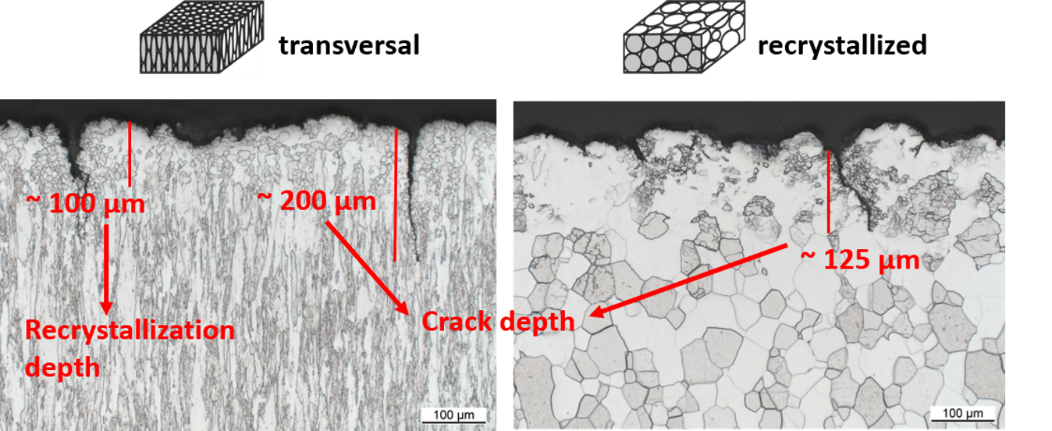 transversal
recrystallized
~ 100 µm
~ 200 µm
~ 125 µm
Recrystallization
depth
Crack depth
100 µm
100 µm